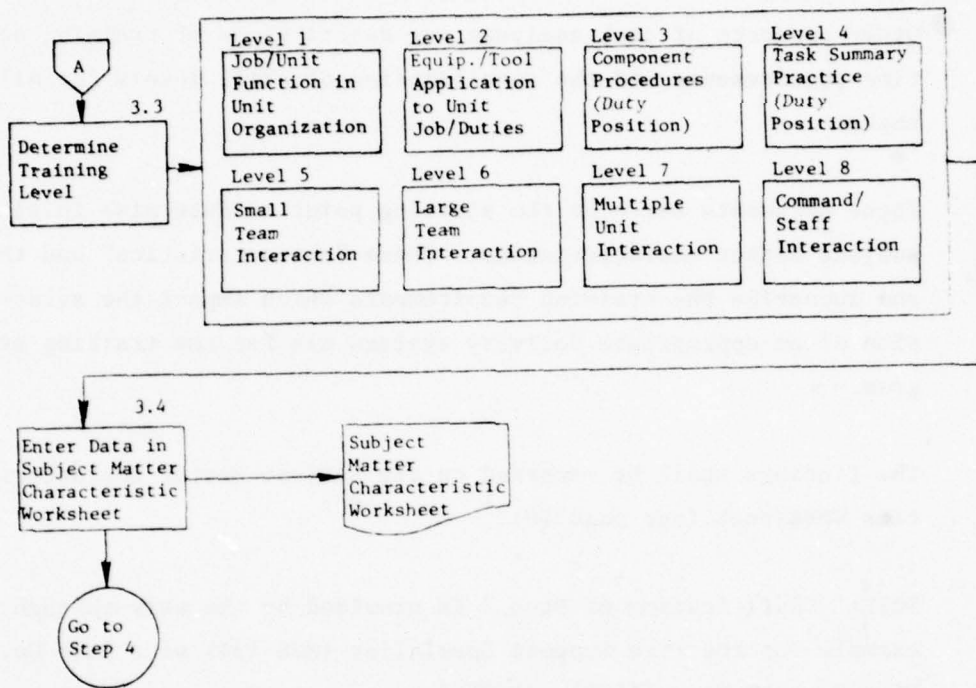 A
3.3
Determine
Training
Level
Level 1
Job/Unit
Function in
Unit
Organization
Level 2
Equip./Tool
Application
to Unit
Job/Duties
Level 3
Component
Procedures
(Duty
Position)
Level 4
Task Summary
Practice
(Duty
Position)
Level 5
Small
Team
Interaction
Level 6
Large
Team
Interaction
Level 7
Multiple
Unit
Interaction
Level 8
Command/
Staff
Interaction
3.4
Enter Data in
Subject Matter
Characteristic
Worksheet
Subject
Matter
Characteristic
Worksheet
Go to
Step 4